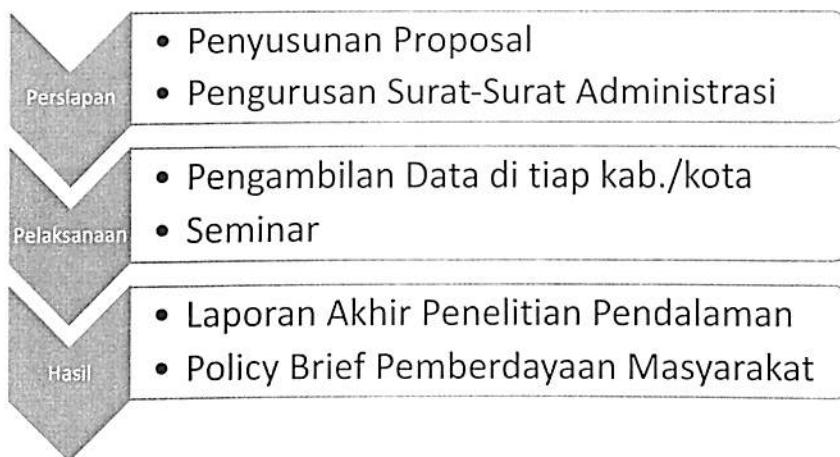 Persiapan
• Penyusunan Proposal
• Pengurusan Surat-Surat Administrasi
Pelaksanaan
• Pengambilan Data di tiap kab./kota
• Seminar
Hasil
• Laporan Akhir Penelitian Pendalaman
• Policy Brief Pemberdayaan Masyarakat